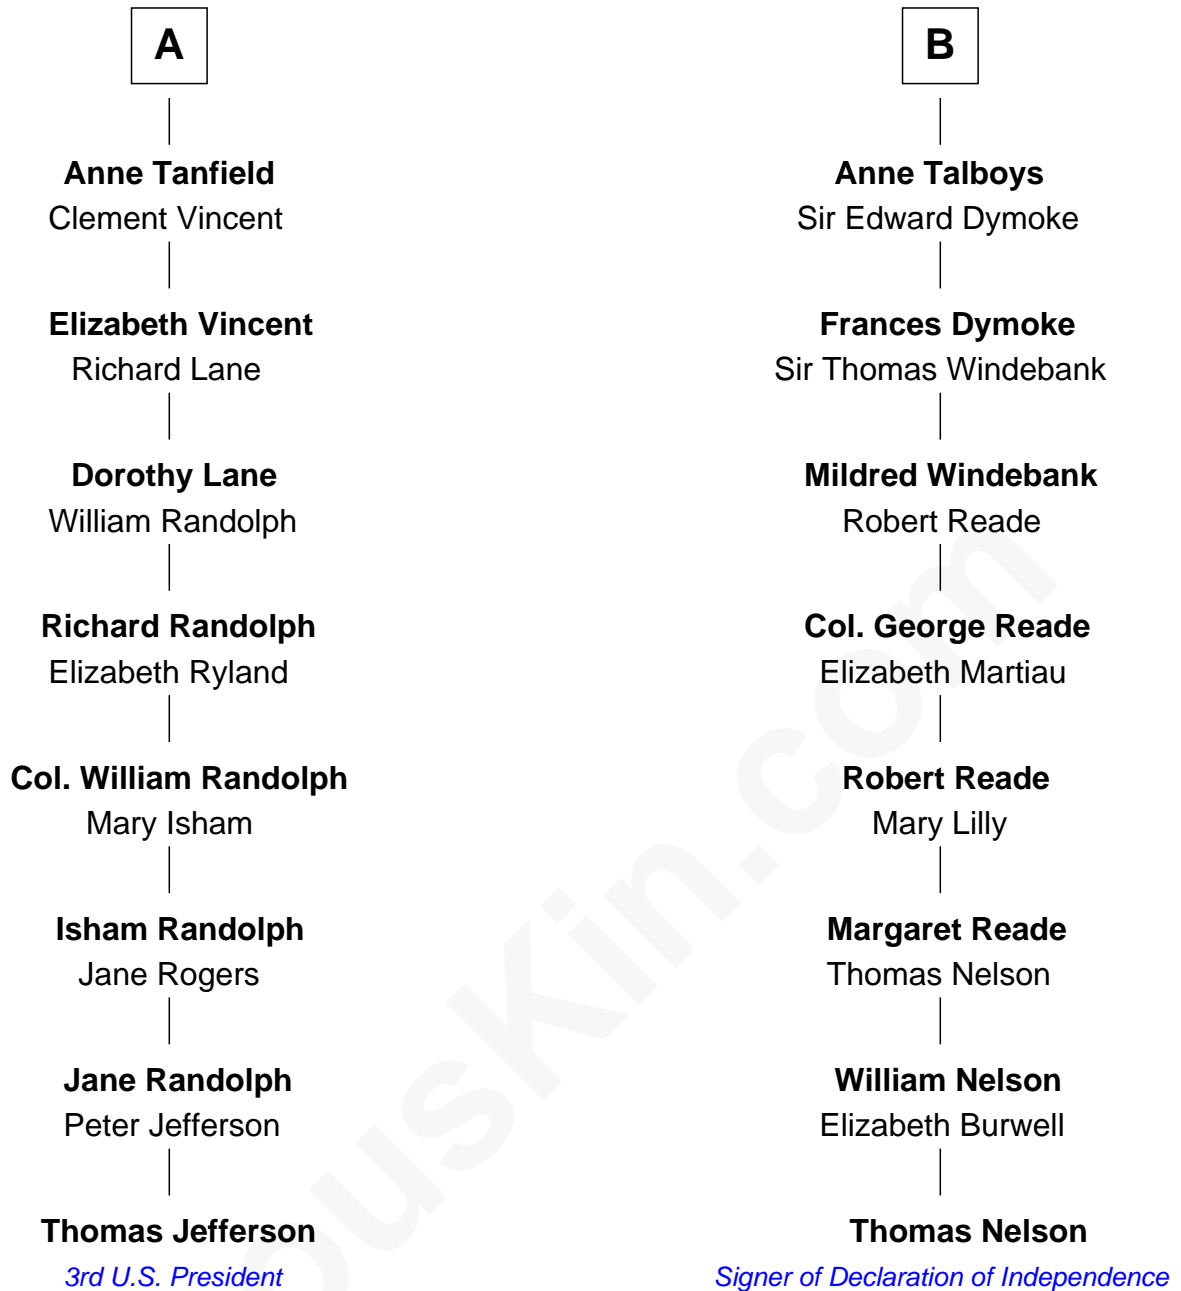 A
Anne Tanfield
Clement Vincent
Elizabeth Vincent
Richard Lane
Dorothy Lane
William Randolph
Richard Randolph
Elizabeth Ryland
Col. William Randolph
Mary Isham
Isham Randolph
Jane Rogers
Jane Randolph
Peter Jefferson
Thomas Jefferson
3rd U.S. President
B
Anne Talboys
Sir Edward Dymoke
Frances Dymoke
Sir Thomas Windebank
Mildred Windebank
Robert Reade
Col. George Reade
Elizabeth Martiau
Robert Reade
Mary Lilly
Margaret Reade
Thomas Nelson
William Nelson
Elizabeth Burwell
Thomas Nelson
Signer of Declaration of Independence
ousKin.com